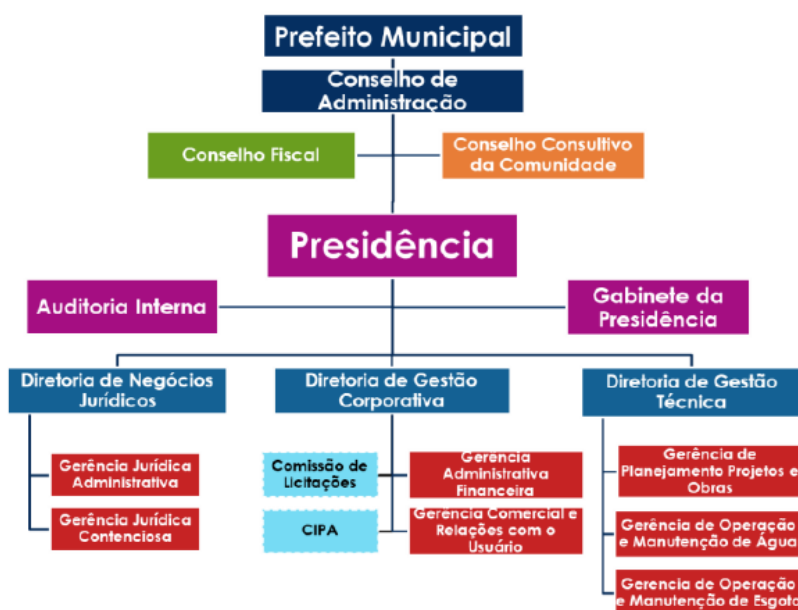 Prefeito Municipal
Conselho de
Administração
Conselho Fiscal
Conselho Consultivo
da Comunidade
Presidência
Auditoria Interna
Gabinete da
Presidência
Diretoria de Negócios
Jurídicos
Diretoria de Gestão
Corporativa
Diretoria de Gestão
Técnica
Gerência Jurídica
Administrativa
Gerência Jurídica
Contenciosa
Comissão de
Licitações
CIPA
Gerência
Administrativa
Financeira
Gerência Comercial e
Relações com o
Usuário
Gerência de
Planejamento Projetos e
Obras
Gerência de Operação
e Manutenção de Água
Gerencia de Operação
e Manutenção de Esgoto